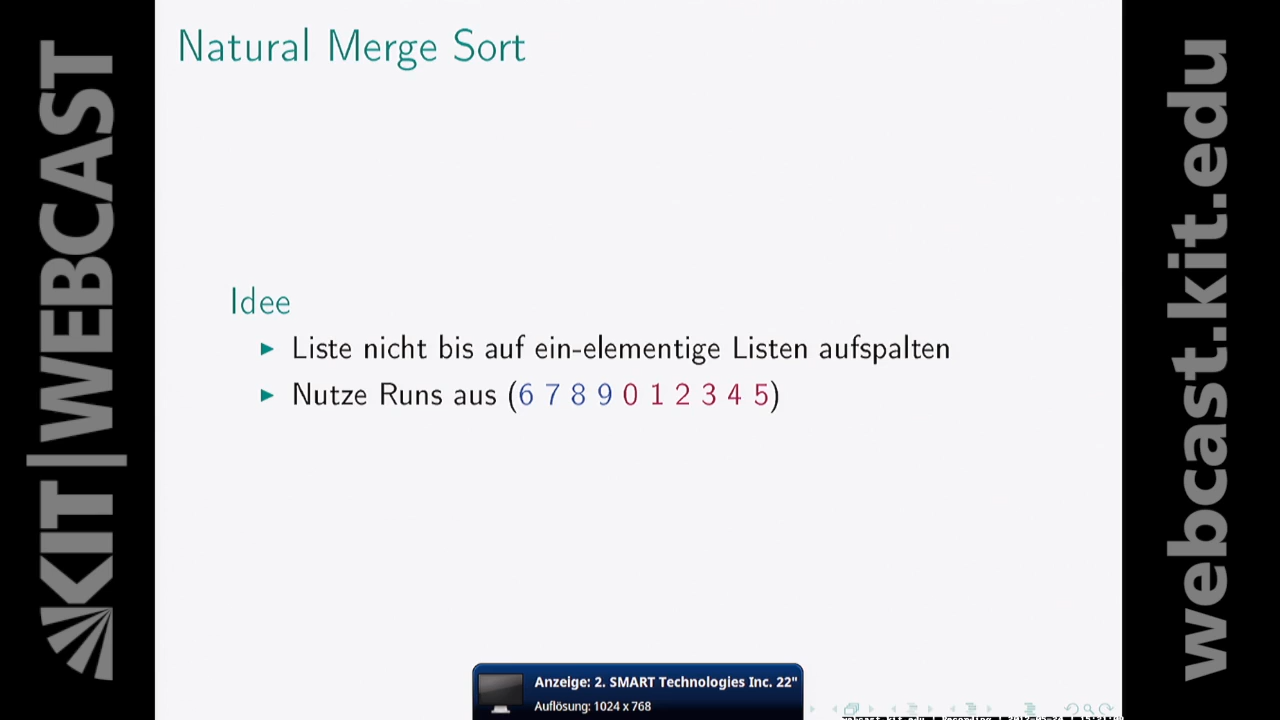 Natural Merge Sort
Idee
Liste nicht bis auf ein-elementige Listen aufspalten
Nutze Runs aus (6 7 8 9 0 1 2 3 4 5)
KIT|WEBCAST
webcast.kit.edu
Anzeige: 2. SMART Technologies Inc. 22"
Auflösung: 1024 x 768